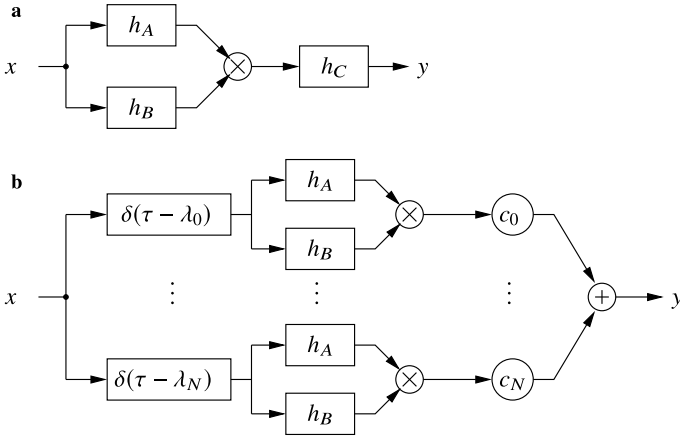 a
h_A
x ⊗ h_C y
h_B
b
h_A
δ(τ − λ_0) ⊗ c_0
h_B
x ⋮ ⋮ ⋮ + y
h_A
δ(τ − λ_N) ⊗ c_N
h_B